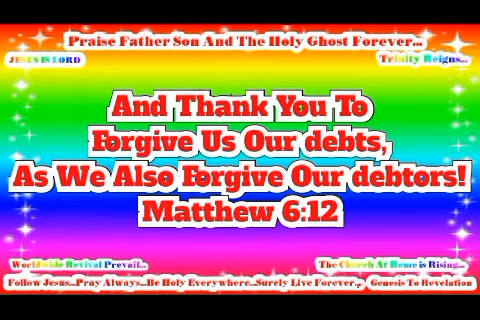 Praise Father Son And The Holy Ghost Forever...
JESUS IS LORD
Trinity Reigns...
And Thank You To
Forgive Us Our debts,
As We Also Forgive Our debtors!
Matthew 6:12
Worldwide Revival Prevail...
The Church At Home is Rising...
Follow Jesus...Pray Always...Be Holy Everywhere...Surely Live Forever.,
Genesis To Revelation